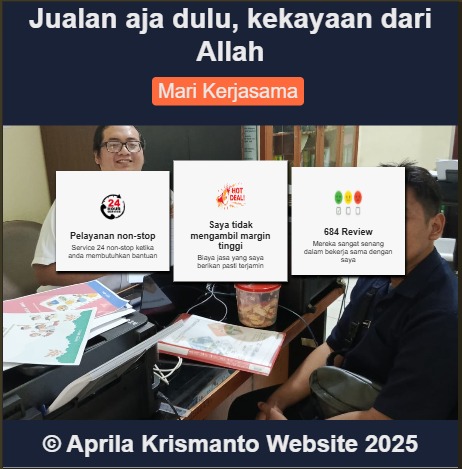 Jualan aja dulu, kekayaan dari
Allah
Mari Kerjasama
24
HOUR
SERVICE
Pelayanan non-stop
Service 24 non-stop ketika
anda membutuhkan bantuan
HOT
DEAL!
Saya tidak
mengambil margin
tinggi
Biaya jasa yang saya
berikan pasti terjamin
684 Review
Mereka sangat senang
dalam bekerja sama dengan
saya
© Aprila Krismanto Website 2025